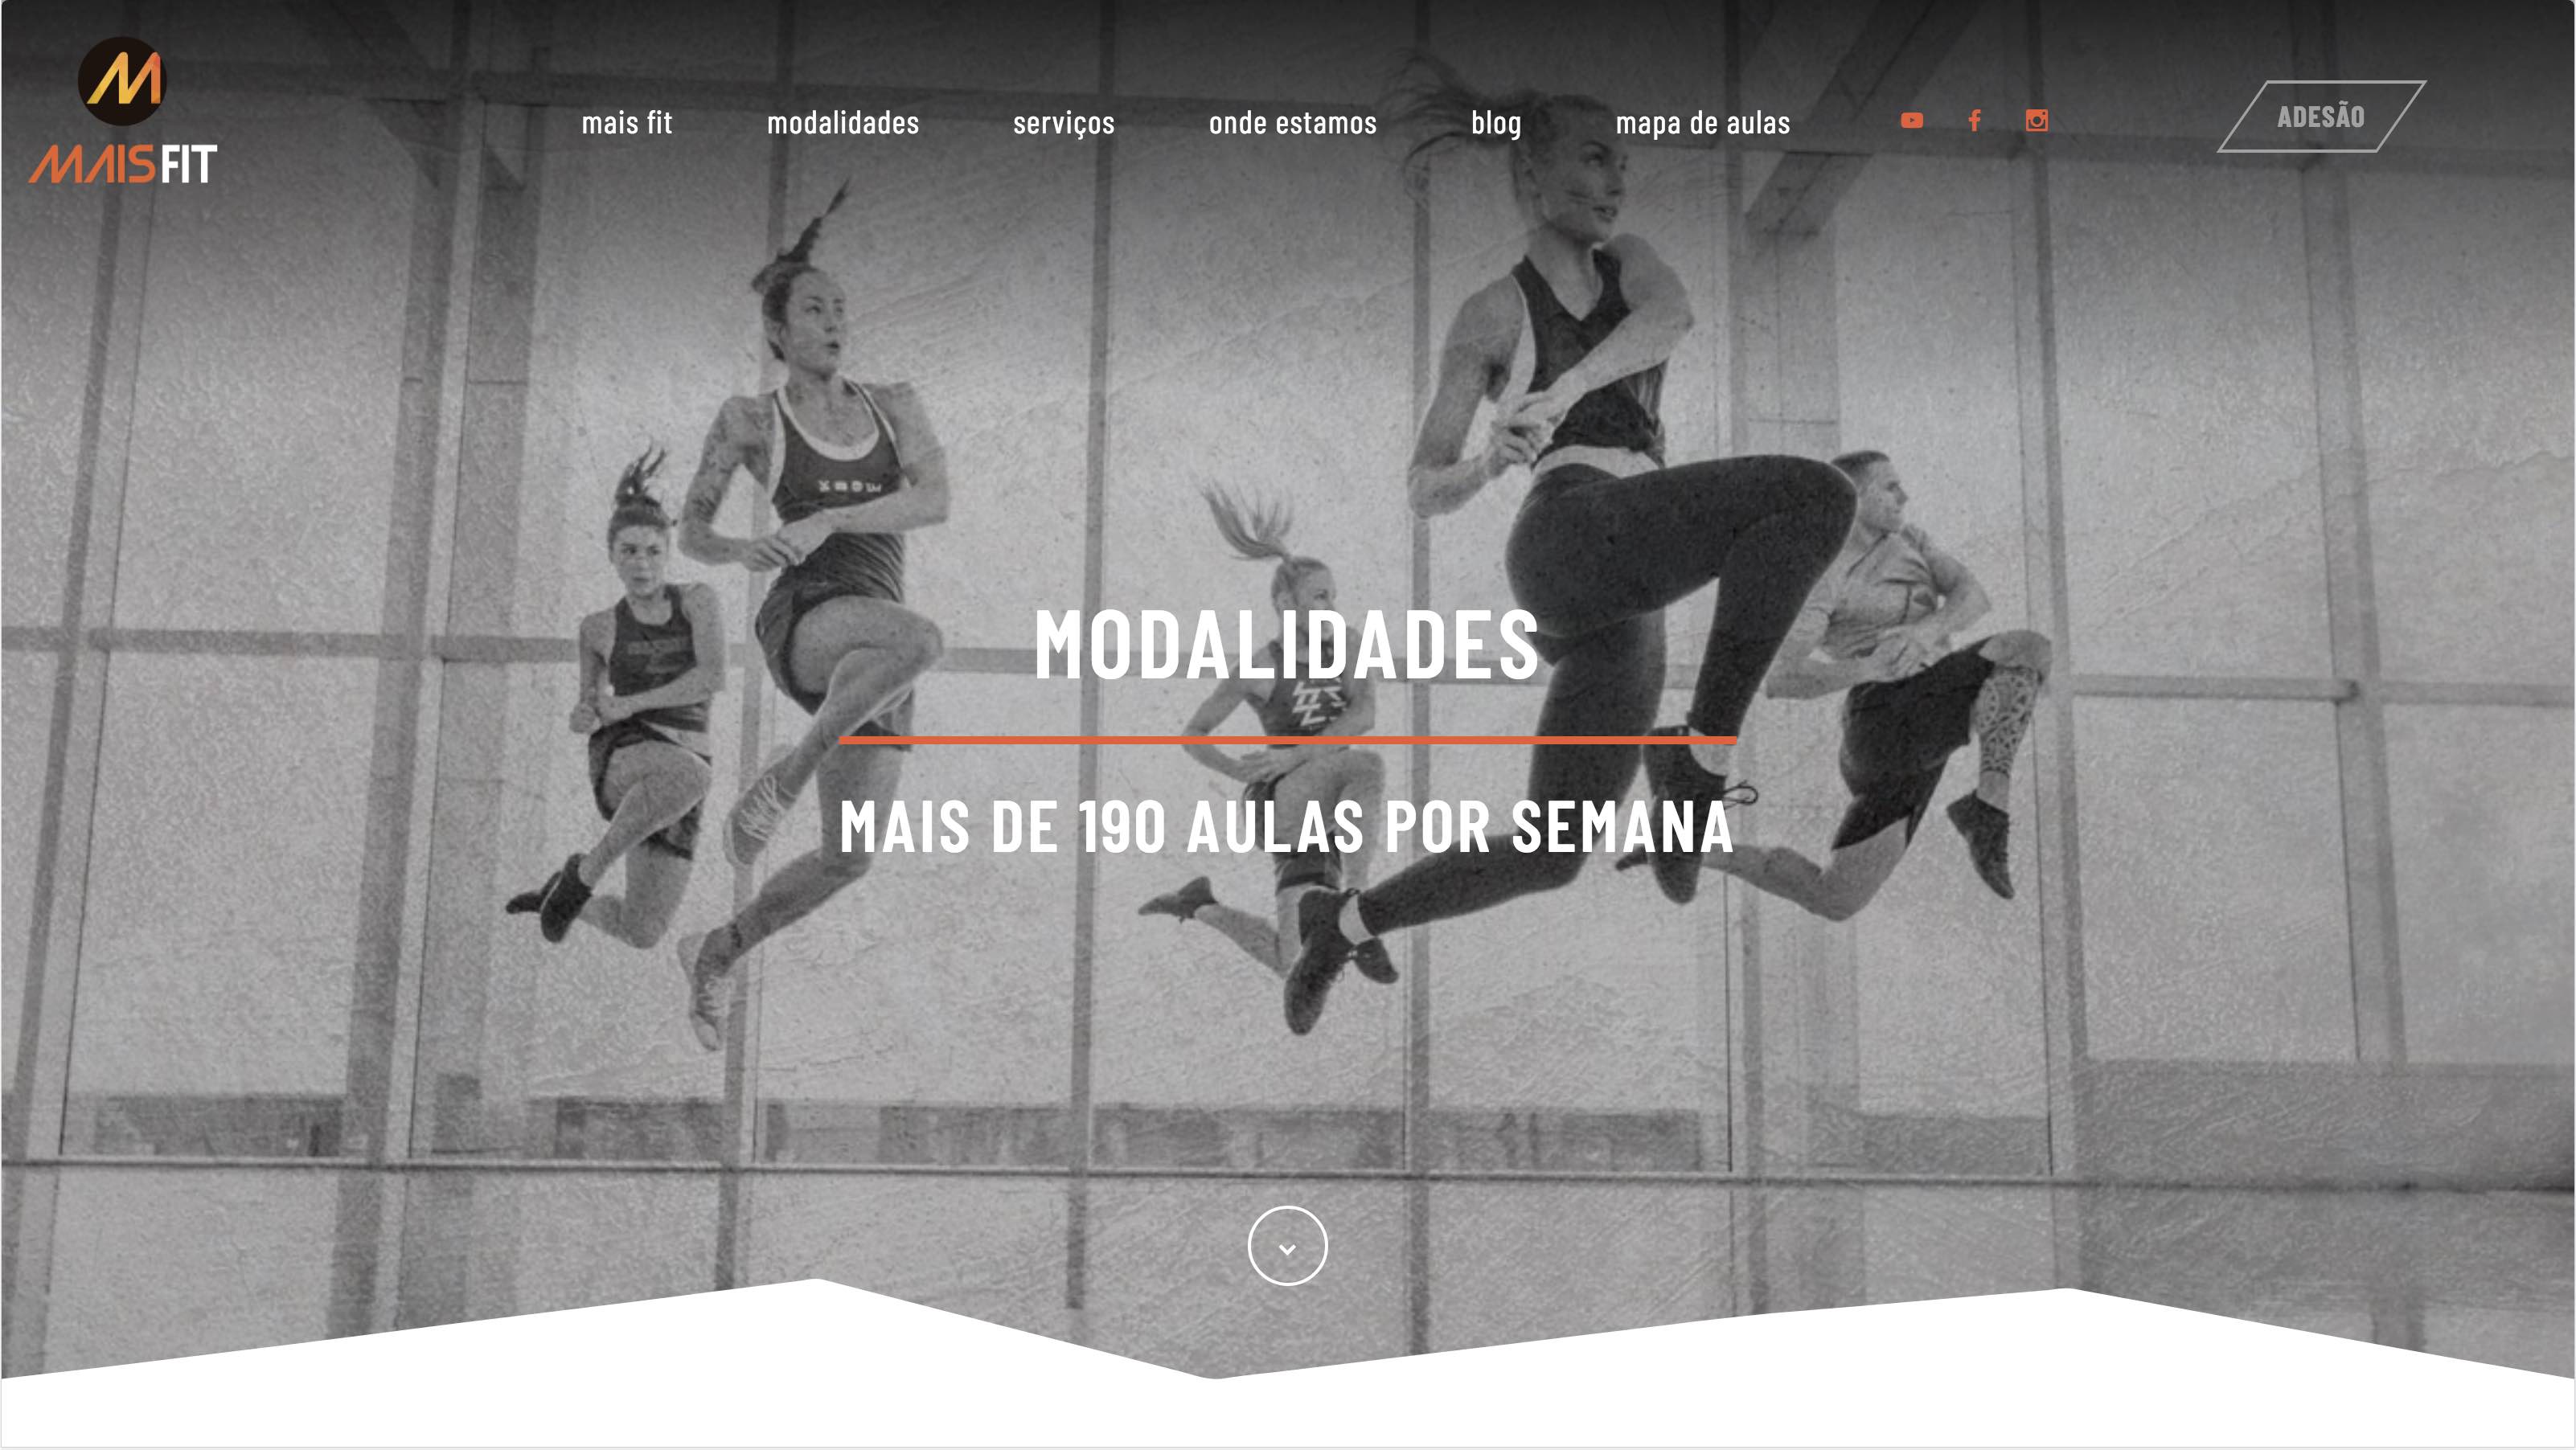 M
MAISFIT
mais fit
modalidades
serviços
onde estamos
blog
mapa de aulas
ADESÃO
MODALIDADES
MAIS DE 190 AULAS POR SEMANA